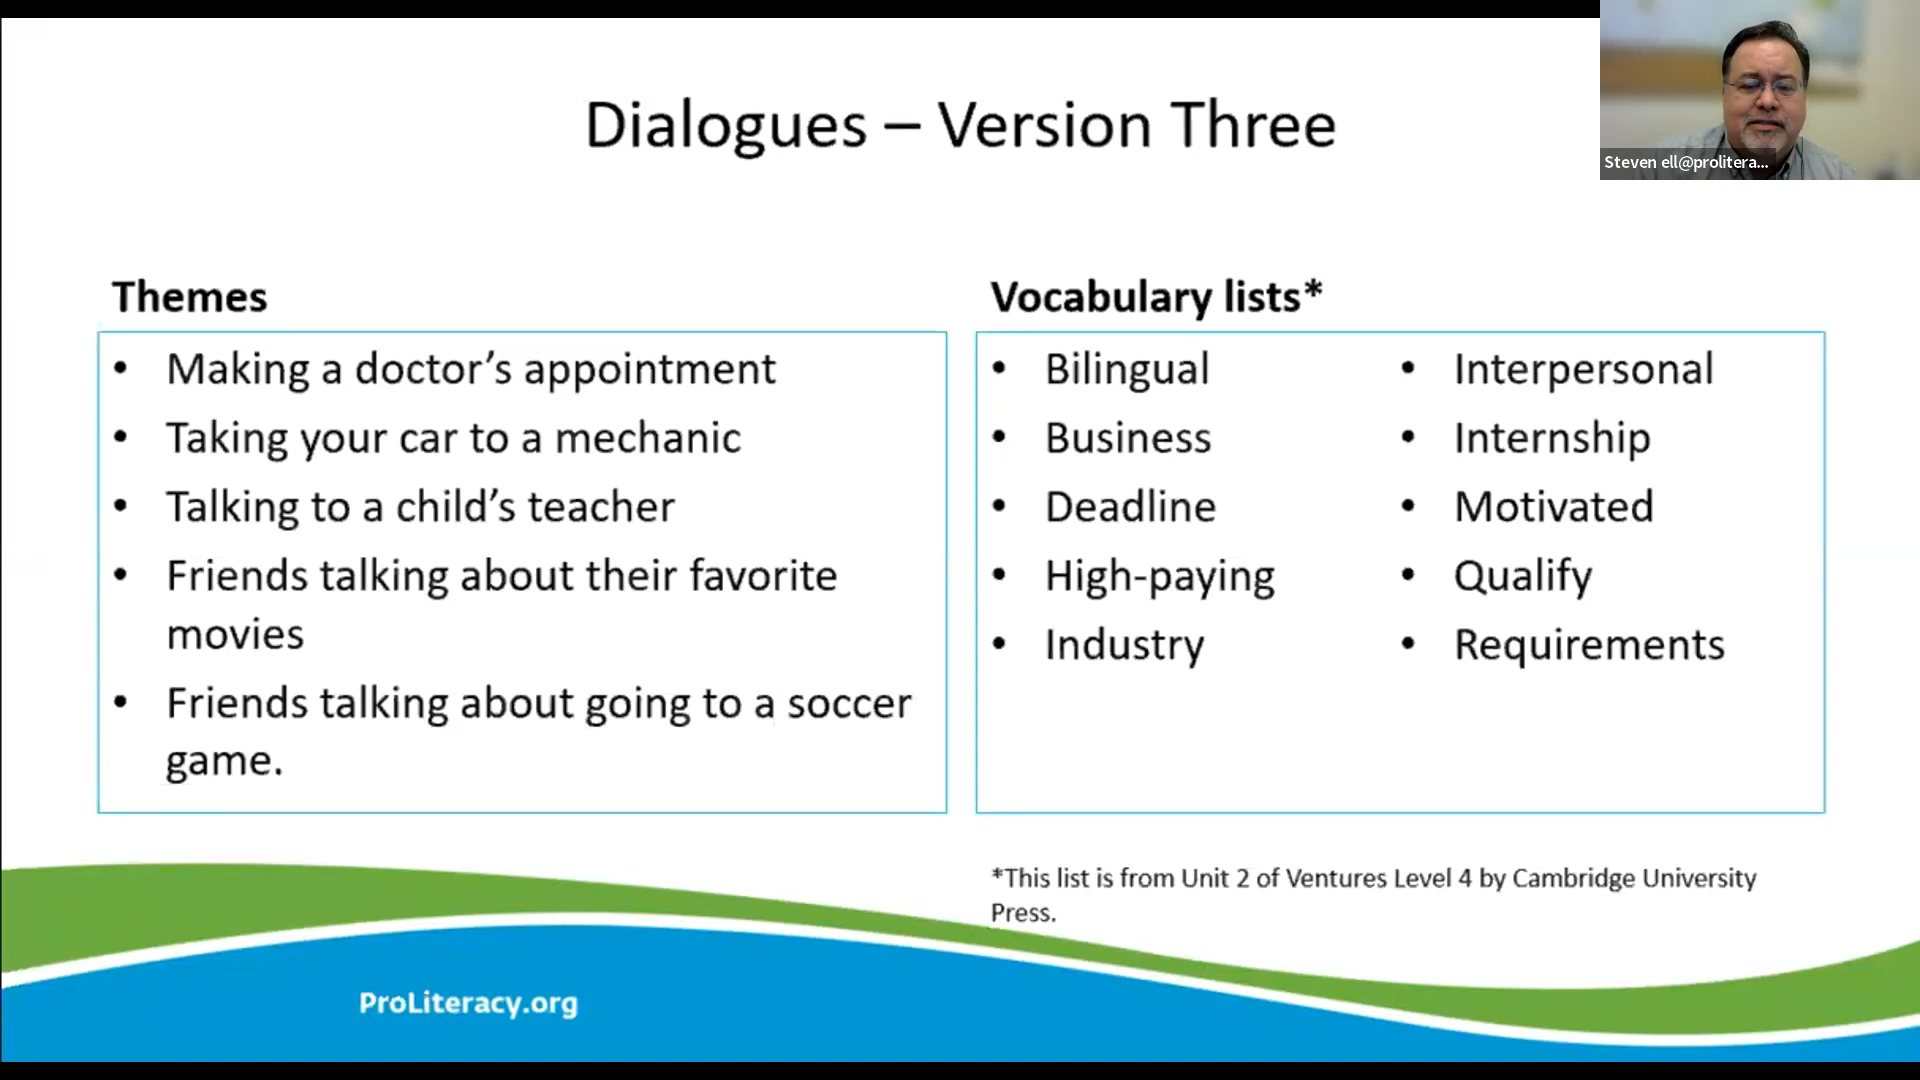 Dialogues – Version Three
Steven ell@prolitera...
Themes
• Making a doctor’s appointment
• Taking your car to a mechanic
• Talking to a child’s teacher
• Friends talking about their favorite
movies
• Friends talking about going to a soccer
game.
Vocabulary lists*
• Bilingual
• Business
• Deadline
• High-paying
• Industry
• Interpersonal
• Internship
• Motivated
• Qualify
• Requirements
*This list is from Unit 2 of Ventures Level 4 by Cambridge University
Press.
ProLiteracy.org